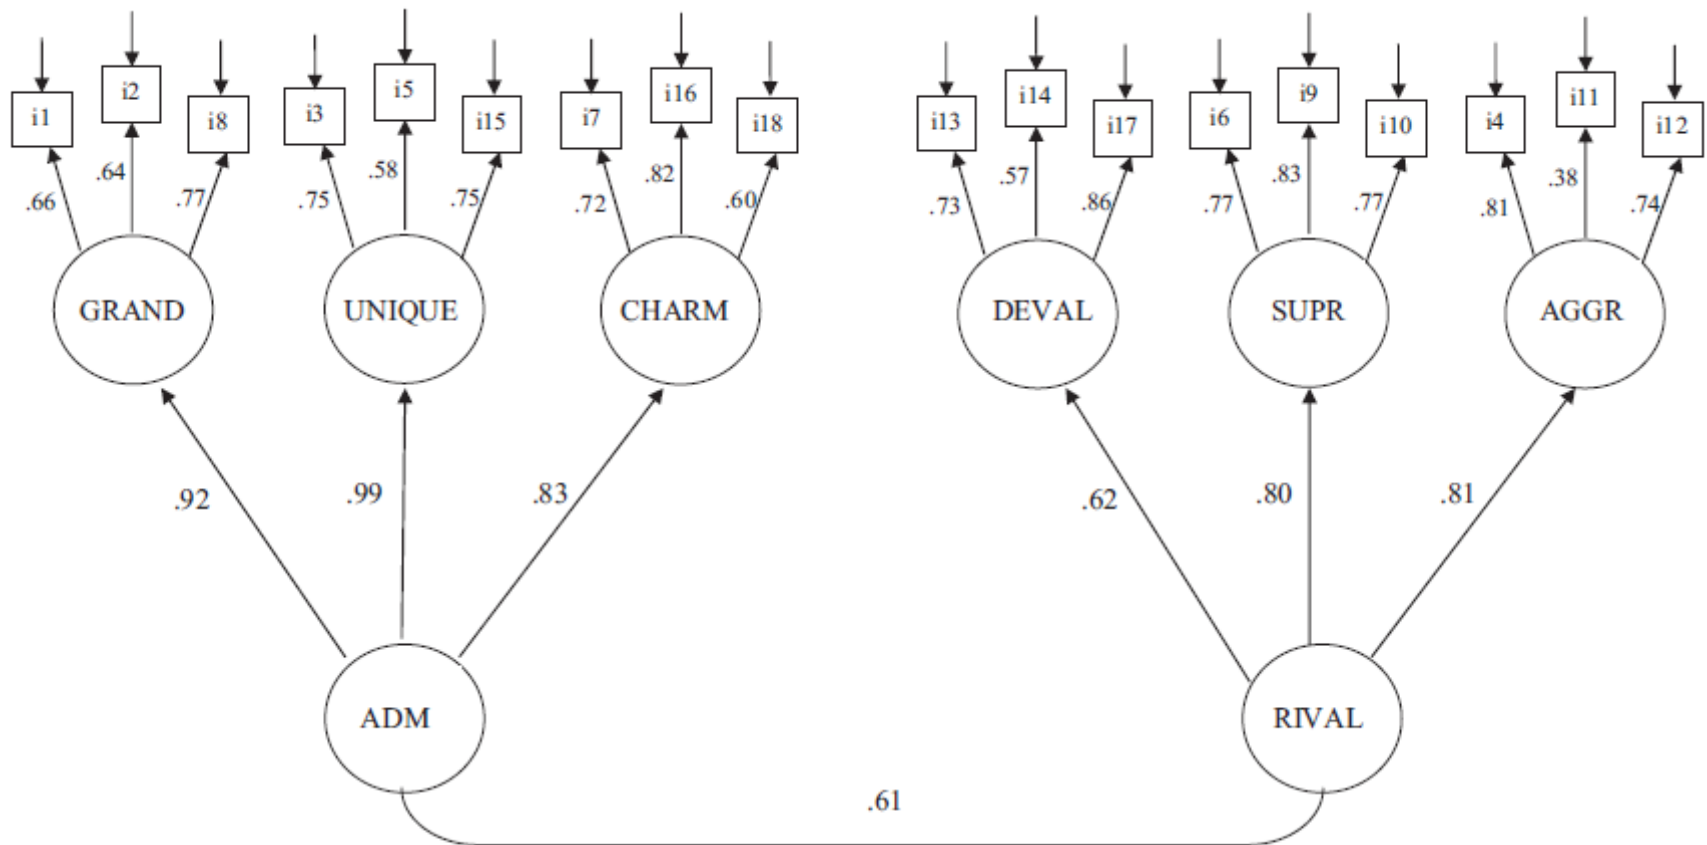 i1 i2 i8 i3 i5 i15 i7 i16 i18 i13 i14 i17 i6 i9 i10 i4 i11 i12
.66 .64 .77 .75 .58 .75 .72 .82 .60 .73 .57 .86 .77 .83 .77 .81 .38 .74
GRAND UNIQUE CHARM DEVAL SUPR AGGR
.92 .99 .83 .62 .80 .81
ADM RIVAL
.61